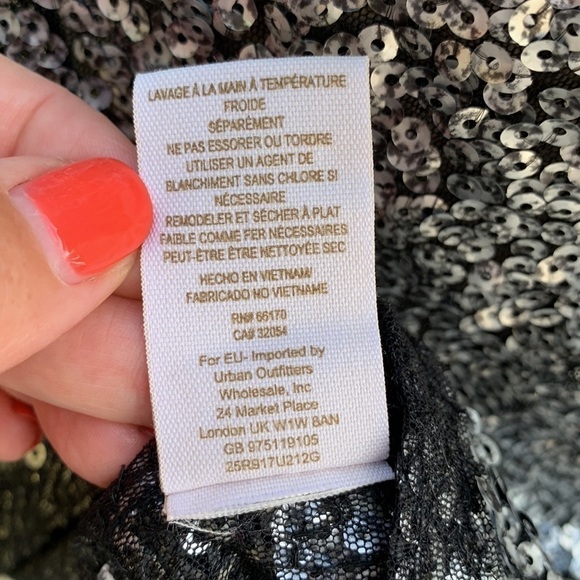 LAVAGE À LA MAIN À TEMPÉRATURE
FROIDE
SÉPARÉMENT
NE PAS ESSORER OU TORDRE
UTILISER UN AGENT DE
BLANCHIMENT SANS CHLORE SI
NÉCESSAIRE
REMODELER ET SÉCHER À PLAT
FAIBLE COMME FER NÉCESSAIRES
PEUT-ÊTRE ÊTRE NETTOYÉE SEC
HECHO EN VIETNAM/
FABRICADO NO VIETNAME
RN# 66170
CA# 32054
For EU- Imported by
Urban Outfitters
Wholesale, Inc
24 Market Place
London UK W1W 8AN
GB 975119105
25R917U212G